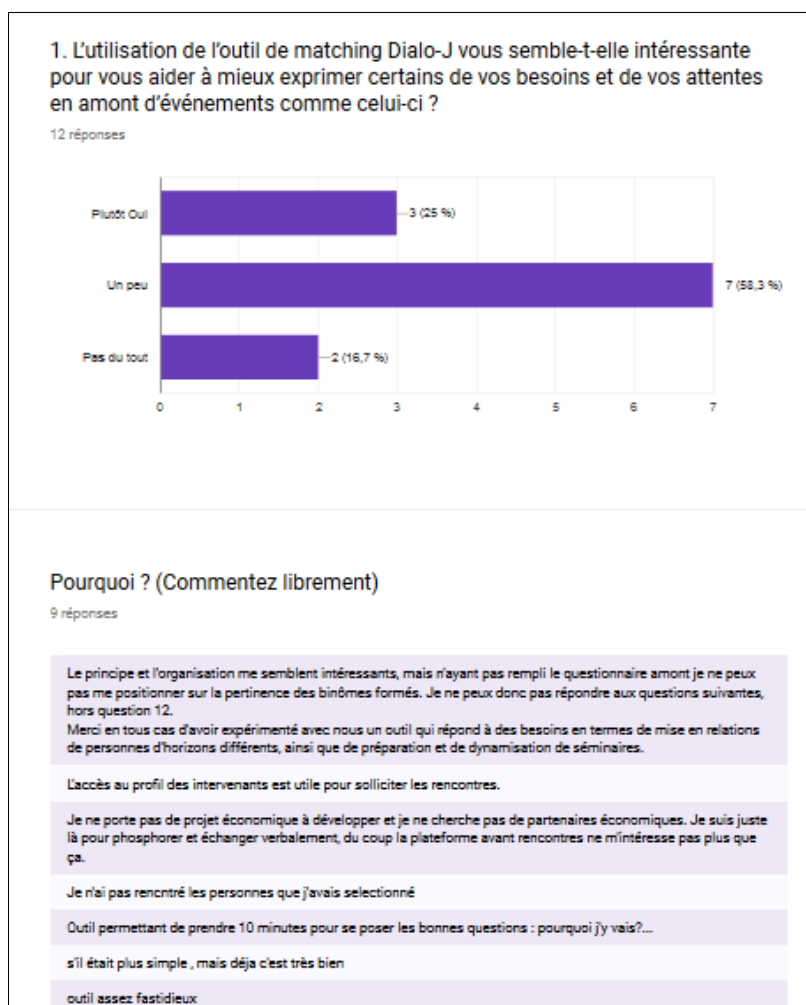 1. L'utilisation de l'outil de matching Dialo-J vous semble-t-elle intéressante
pour vous aider à mieux exprimer certains de vos besoins et de vos attentes
en amont d'événements comme celui-ci ?
12 réponses
Plutôt Oui
3 (25 %)
Un peu
7 (58,3 %)
Pas du tout
2 (16,7 %)
0 1 2 3 4 5 6 7
Pourquoi ? (Commentez librement)
9 réponses
Le principe et l'organisation me semblent intéressants, mais n'ayant pas rempli le questionnaire amont je ne peux
pas me positionner sur la pertinence des binômes formés. Je ne peux donc pas répondre aux questions suivantes,
hors question 12.
Merci en tous cas d'avoir expérimenté avec nous un outil qui répond à des besoins en termes de mise en relations
de personnes d'horizons différents, ainsi que de préparation et de dynamisation de séminaires.
L'accès au profil des intervenants est utile pour solliciter les rencontres.
Je ne porte pas de projet économique à développer et je ne cherche pas de partenaires économiques. Je suis juste
là pour phosphorer et échanger verbalement, du coup la plateforme avant rencontres ne m'intéresse pas plus que
ça.
Je n'ai pas rencntré les personnes que j'avais selectionné
Outil permettant de prendre 10 minutes pour se poser les bonnes questions : pourquoi j'y vais?...
s'il était plus simple , mais déja c'est très bien
outil assez fastidieux